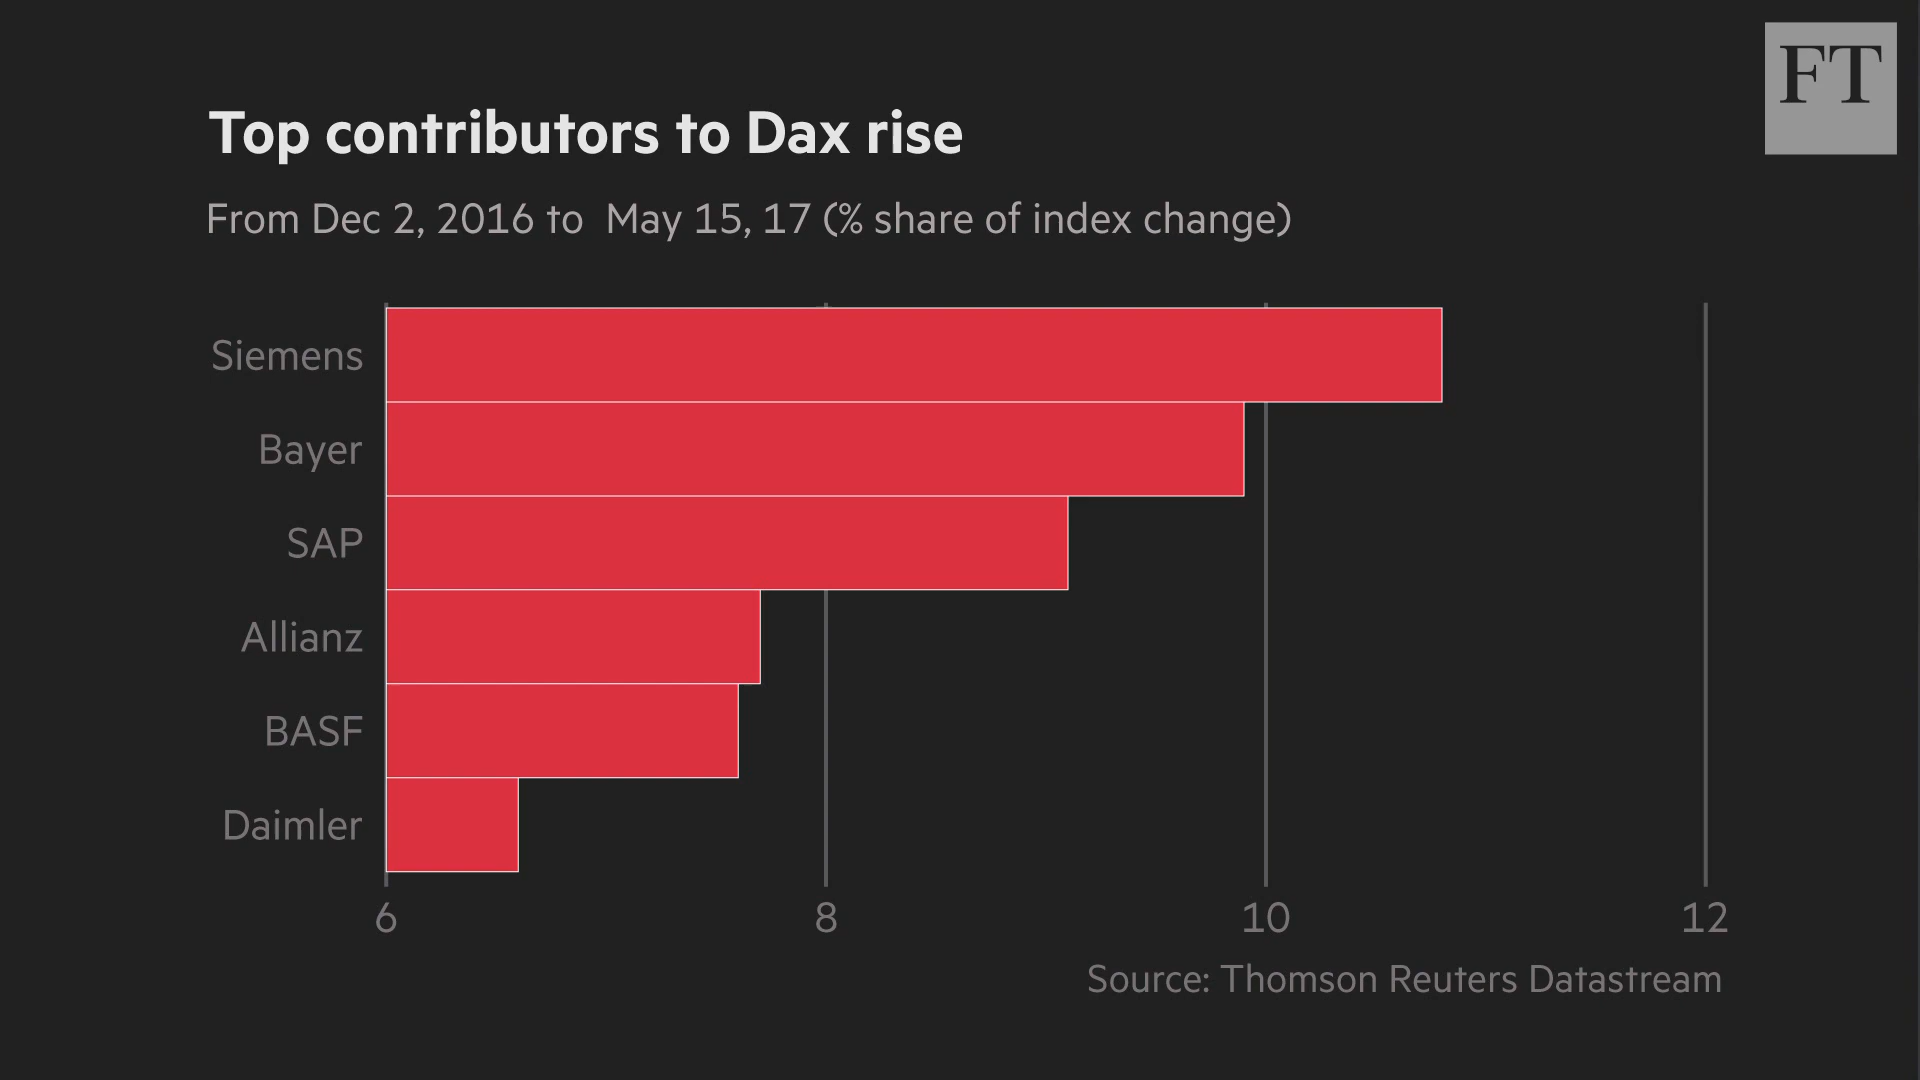 FT
Top contributors to Dax rise
From Dec 2, 2016 to  May 15, 17 (% share of index change)
Siemens
Bayer
SAP
Allianz
BASF
Daimler
6 8 10 12
Source: Thomson Reuters Datastream